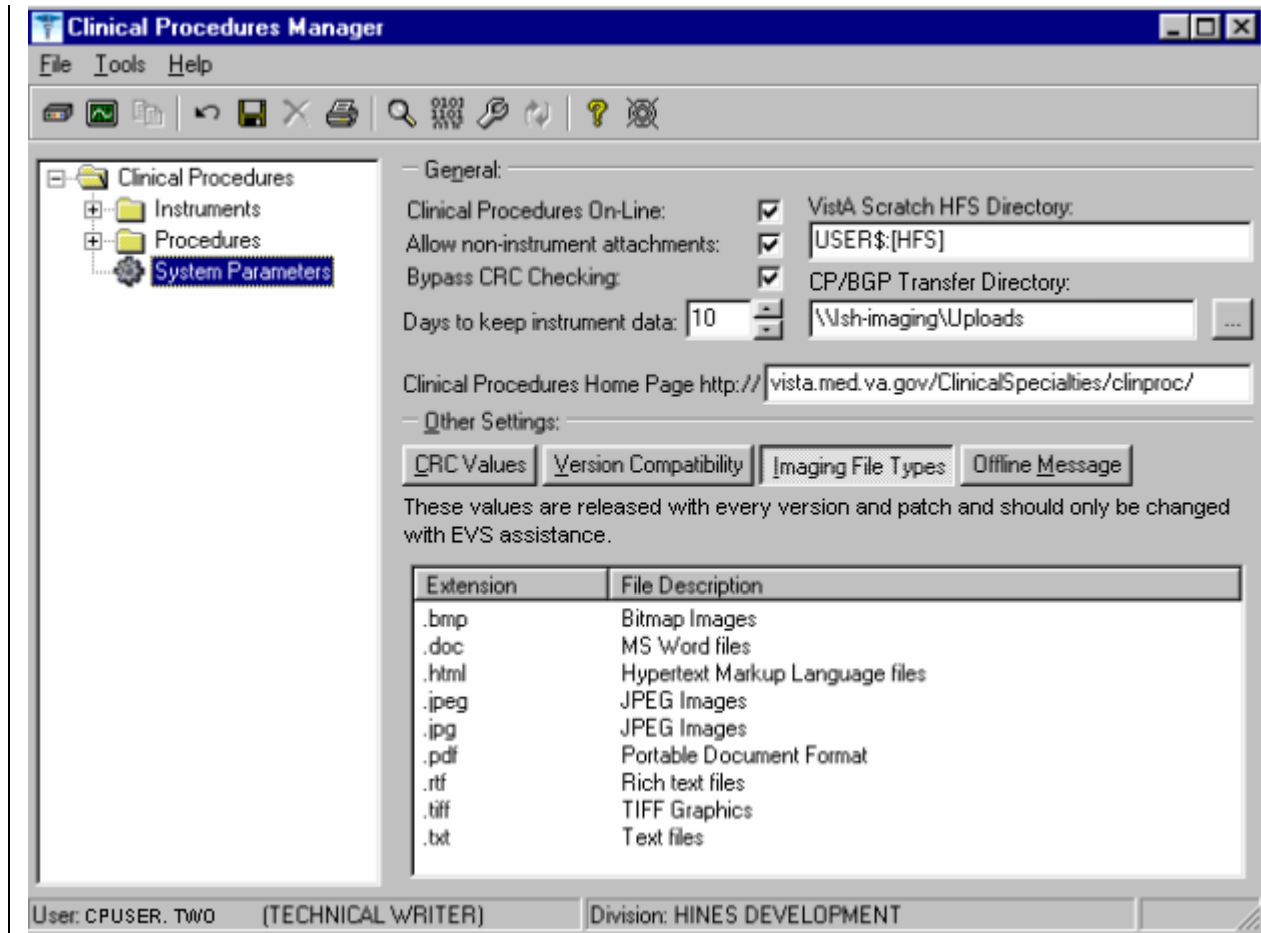 Clinical Procedures Manager
File Tools Help
Clinical Procedures
Instruments
Procedures
System Parameters
General:
Clinical Procedures On-Line:
Allow non-instrument attachments:
Bypass CRC Checking:
Days to keep instrument data: 10
VistA Scratch HFS Directory:
USER$:[HFS]
CP/BGP Transfer Directory:
\\Ish-imaging\Uploads ...
Clinical Procedures Home Page http:// vista.med.va.gov/ClinicalSpecialties/clinproc/
Other Settings:
CRC Values Version Compatibility Imaging File Types Offline Message
These values are released with every version and patch and should only be changed
with EVS assistance.
Extension File Description
.bmp Bitmap Images
.doc MS Word files
.html Hypertext Markup Language files
.jpeg JPEG Images
.jpg JPEG Images
.pdf Portable Document Format
.rtf Rich text files
.tiff TIFF Graphics
.txt Text files
User: CPUSER. TWO (TECHNICAL WRITER) Division: HINES DEVELOPMENT